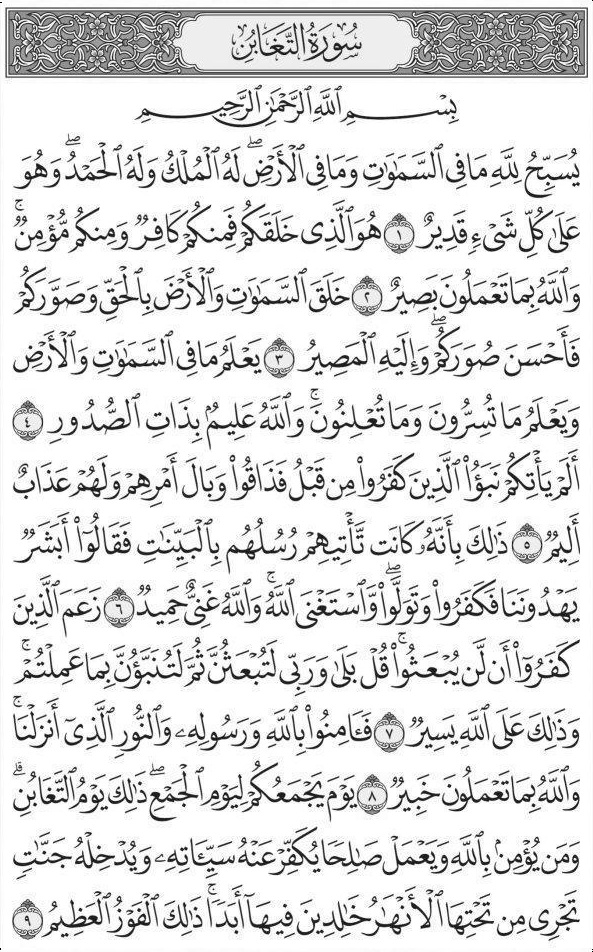 سُورَةُ التَّغَابُنِ
بِسْمِ ٱللَّهِ ٱلرَّحْمَٰنِ ٱلرَّحِيمِ
يُسَبِّحُ لِلَّهِ مَا فِى ٱلسَّمَٰوَٰتِ وَمَا فِى ٱلْأَرْضِۖ لَهُ ٱلْمُلْكُ وَلَهُ ٱلْحَمْدُۖ وَهُوَ
عَلَىٰ كُلِّ شَىْءٍ قَدِيرٌ ١ هُوَ ٱلَّذِى خَلَقَكُمْ فَمِنكُمْ كَافِرٌ وَمِنكُم مُّؤْمِنٌۚ
وَٱللَّهُ بِمَا تَعْمَلُونَ بَصِيرٌ ٢ خَلَقَ ٱلسَّمَٰوَٰتِ وَٱلْأَرْضَ بِٱلْحَقِّ وَصَوَّرَكُمْ
فَأَحْسَنَ صُوَرَكُمْۖ وَإِلَيْهِ ٱلْمَصِيرُ ٣ يَعْلَمُ مَا فِى ٱلسَّمَٰوَٰتِ وَٱلْأَرْضِ
وَيَعْلَمُ مَا تُسِرُّونَ وَمَا تُعْلِنُونَۚ وَٱللَّهُ عَلِيمٌۢ بِذَاتِ ٱلصُّدُورِ ٤
أَلَمْ يَأْتِكُمْ نَبَؤُا۟ ٱلَّذِينَ كَفَرُوا۟ مِن قَبْلُ فَذَاقُوا۟ وَبَالَ أَمْرِهِمْ وَلَهُمْ عَذَابٌ
أَلِيمٌ ٥ ذَٰلِكَ بِأَنَّهُۥ كَانَت تَّأْتِيهِمْ رُسُلُهُم بِٱلْبَيِّنَٰتِ فَقَالُوٓا۟ أَبَشَرٌ
يَهْدُونَنَا فَكَفَرُوا۟ وَتَوَلَّوا۟ۖ وَّٱسْتَغْنَى ٱللَّهُۚ وَٱللَّهُ غَنِىٌّ حَمِيدٌ ٦ زَعَمَ ٱلَّذِينَ
كَفَرُوٓا۟ أَن لَّن يُبْعَثُوا۟ۚ قُلْ بَلَىٰ وَرَبِّى لَتُبْعَثُنَّ ثُمَّ لَتُنَبَّؤُنَّ بِمَا عَمِلْتُمْۚ
وَذَٰلِكَ عَلَى ٱللَّهِ يَسِيرٌ ٧ فَـَٔامِنُوا۟ بِٱللَّهِ وَرَسُولِهِۦ وَٱلنُّورِ ٱلَّذِىٓ أَنزَلْنَاۚ
وَٱللَّهُ بِمَا تَعْمَلُونَ خَبِيرٌ ٨ يَوْمَ يَجْمَعُكُمْ لِيَوْمِ ٱلْجَمْعِۖ ذَٰلِكَ يَوْمُ ٱلتَّغَابُنِۗ
وَمَن يُؤْمِنۢ بِٱللَّهِ وَيَعْمَلْ صَٰلِحًا يُكَفِّرْ عَنْهُ سَيِّـَٔاتِهِۦ وَيُدْخِلْهُ جَنَّٰتٍ
تَجْرِى مِن تَحْتِهَا ٱلْأَنْهَٰرُ خَٰلِدِينَ فِيهَآ أَبَدًاۚ ذَٰلِكَ ٱلْفَوْزُ ٱلْعَظِيمُ ٩